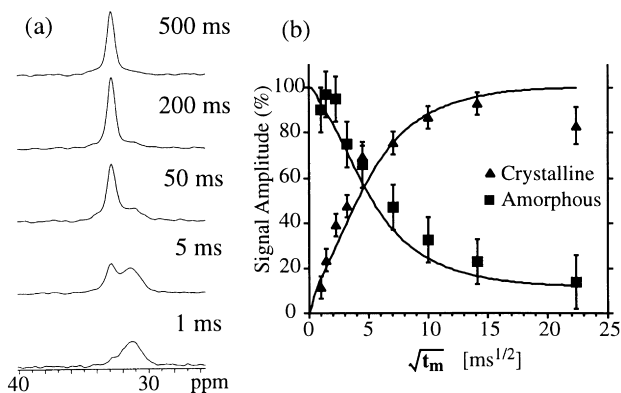 (a)
500 ms
200 ms
50 ms
5 ms
1 ms
40 30 ppm
(b)
Signal Amplitude (%)
100
80
60
40
20
0
▲ Crystalline
■ Amorphous
0 5 10 15 20 25
√tm [ms1/2]